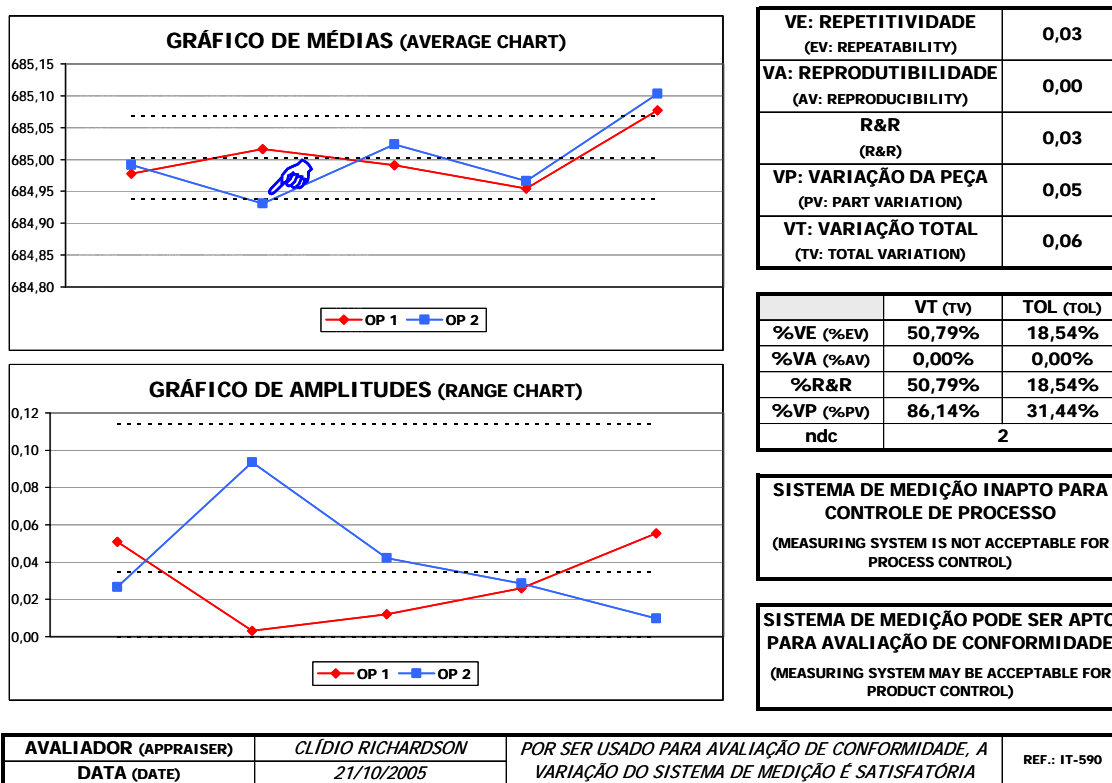 GRÁFICO DE MÉDIAS (AVERAGE CHART)
685,15
685,10
685,05
685,00
684,95
684,90
684,85
684,80
OP 1 OP 2
GRÁFICO DE AMPLITUDES (RANGE CHART)
0,12
0,10
0,08
0,06
0,04
0,02
0,00
OP 1 OP 2
VE: REPETITIVIDADE
(EV: REPEATABILITY)
0,03
VA: REPRODUTIBILIDADE
(AV: REPRODUCIBILITY)
0,00
R&R
(R&R)
0,03
VP: VARIAÇÃO DA PEÇA
(PV: PART VARIATION)
0,05
VT: VARIAÇÃO TOTAL
(TV: TOTAL VARIATION)
0,06
VT (TV) TOL (TOL)
%VE (%EV) 50,79% 18,54%
%VA (%AV) 0,00% 0,00%
%R&R 50,79% 18,54%
%VP (%PV) 86,14% 31,44%
ndc 2
SISTEMA DE MEDIÇÃO INAPTO PARA
CONTROLE DE PROCESSO
(MEASURING SYSTEM IS NOT ACCEPTABLE FOR
PROCESS CONTROL)
SISTEMA DE MEDIÇÃO PODE SER APTO
PARA AVALIAÇÃO DE CONFORMIDADE
(MEASURING SYSTEM MAY BE ACCEPTABLE FOR
PRODUCT CONTROL)
AVALIADOR (APPRAISER) CLÍDIO RICHARDSON
DATA (DATE) 21/10/2005
POR SER USADO PARA AVALIAÇÃO DE CONFORMIDADE, A
VARIAÇÃO DO SISTEMA DE MEDIÇÃO É SATISFATÓRIA
REF.: IT-590